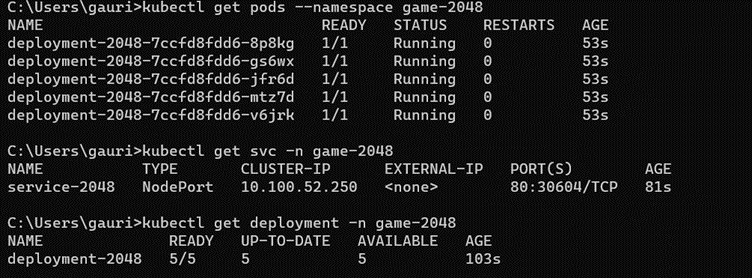 C:\Users\gauri>kubectl get pods --namespace game-2048
NAME READY STATUS RESTARTS AGE
deployment-2048-7ccfd8fdd6-8p8kg 1/1 Running 0 53s
deployment-2048-7ccfd8fdd6-gs6wx 1/1 Running 0 53s
deployment-2048-7ccfd8fdd6-jfr6d 1/1 Running 0 53s
deployment-2048-7ccfd8fdd6-mtz7d 1/1 Running 0 53s
deployment-2048-7ccfd8fdd6-v6jrk 1/1 Running 0 53s
C:\Users\gauri>kubectl get svc -n game-2048
NAME TYPE CLUSTER-IP EXTERNAL-IP PORT(S) AGE
service-2048 NodePort 10.100.52.250 <none> 80:30604/TCP 81s
C:\Users\gauri>kubectl get deployment -n game-2048
NAME READY UP-TO-DATE AVAILABLE AGE
deployment-2048 5/5 5 5 103s